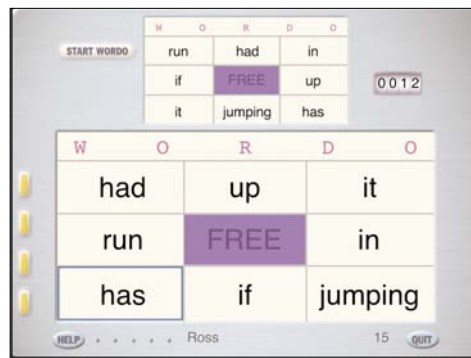 W O R D O
START WORDO
run had in
if FREE up
0012
it jumping has
W O R D O
had up it
run FREE in
has if jumping
HELP Ross 15 QUIT